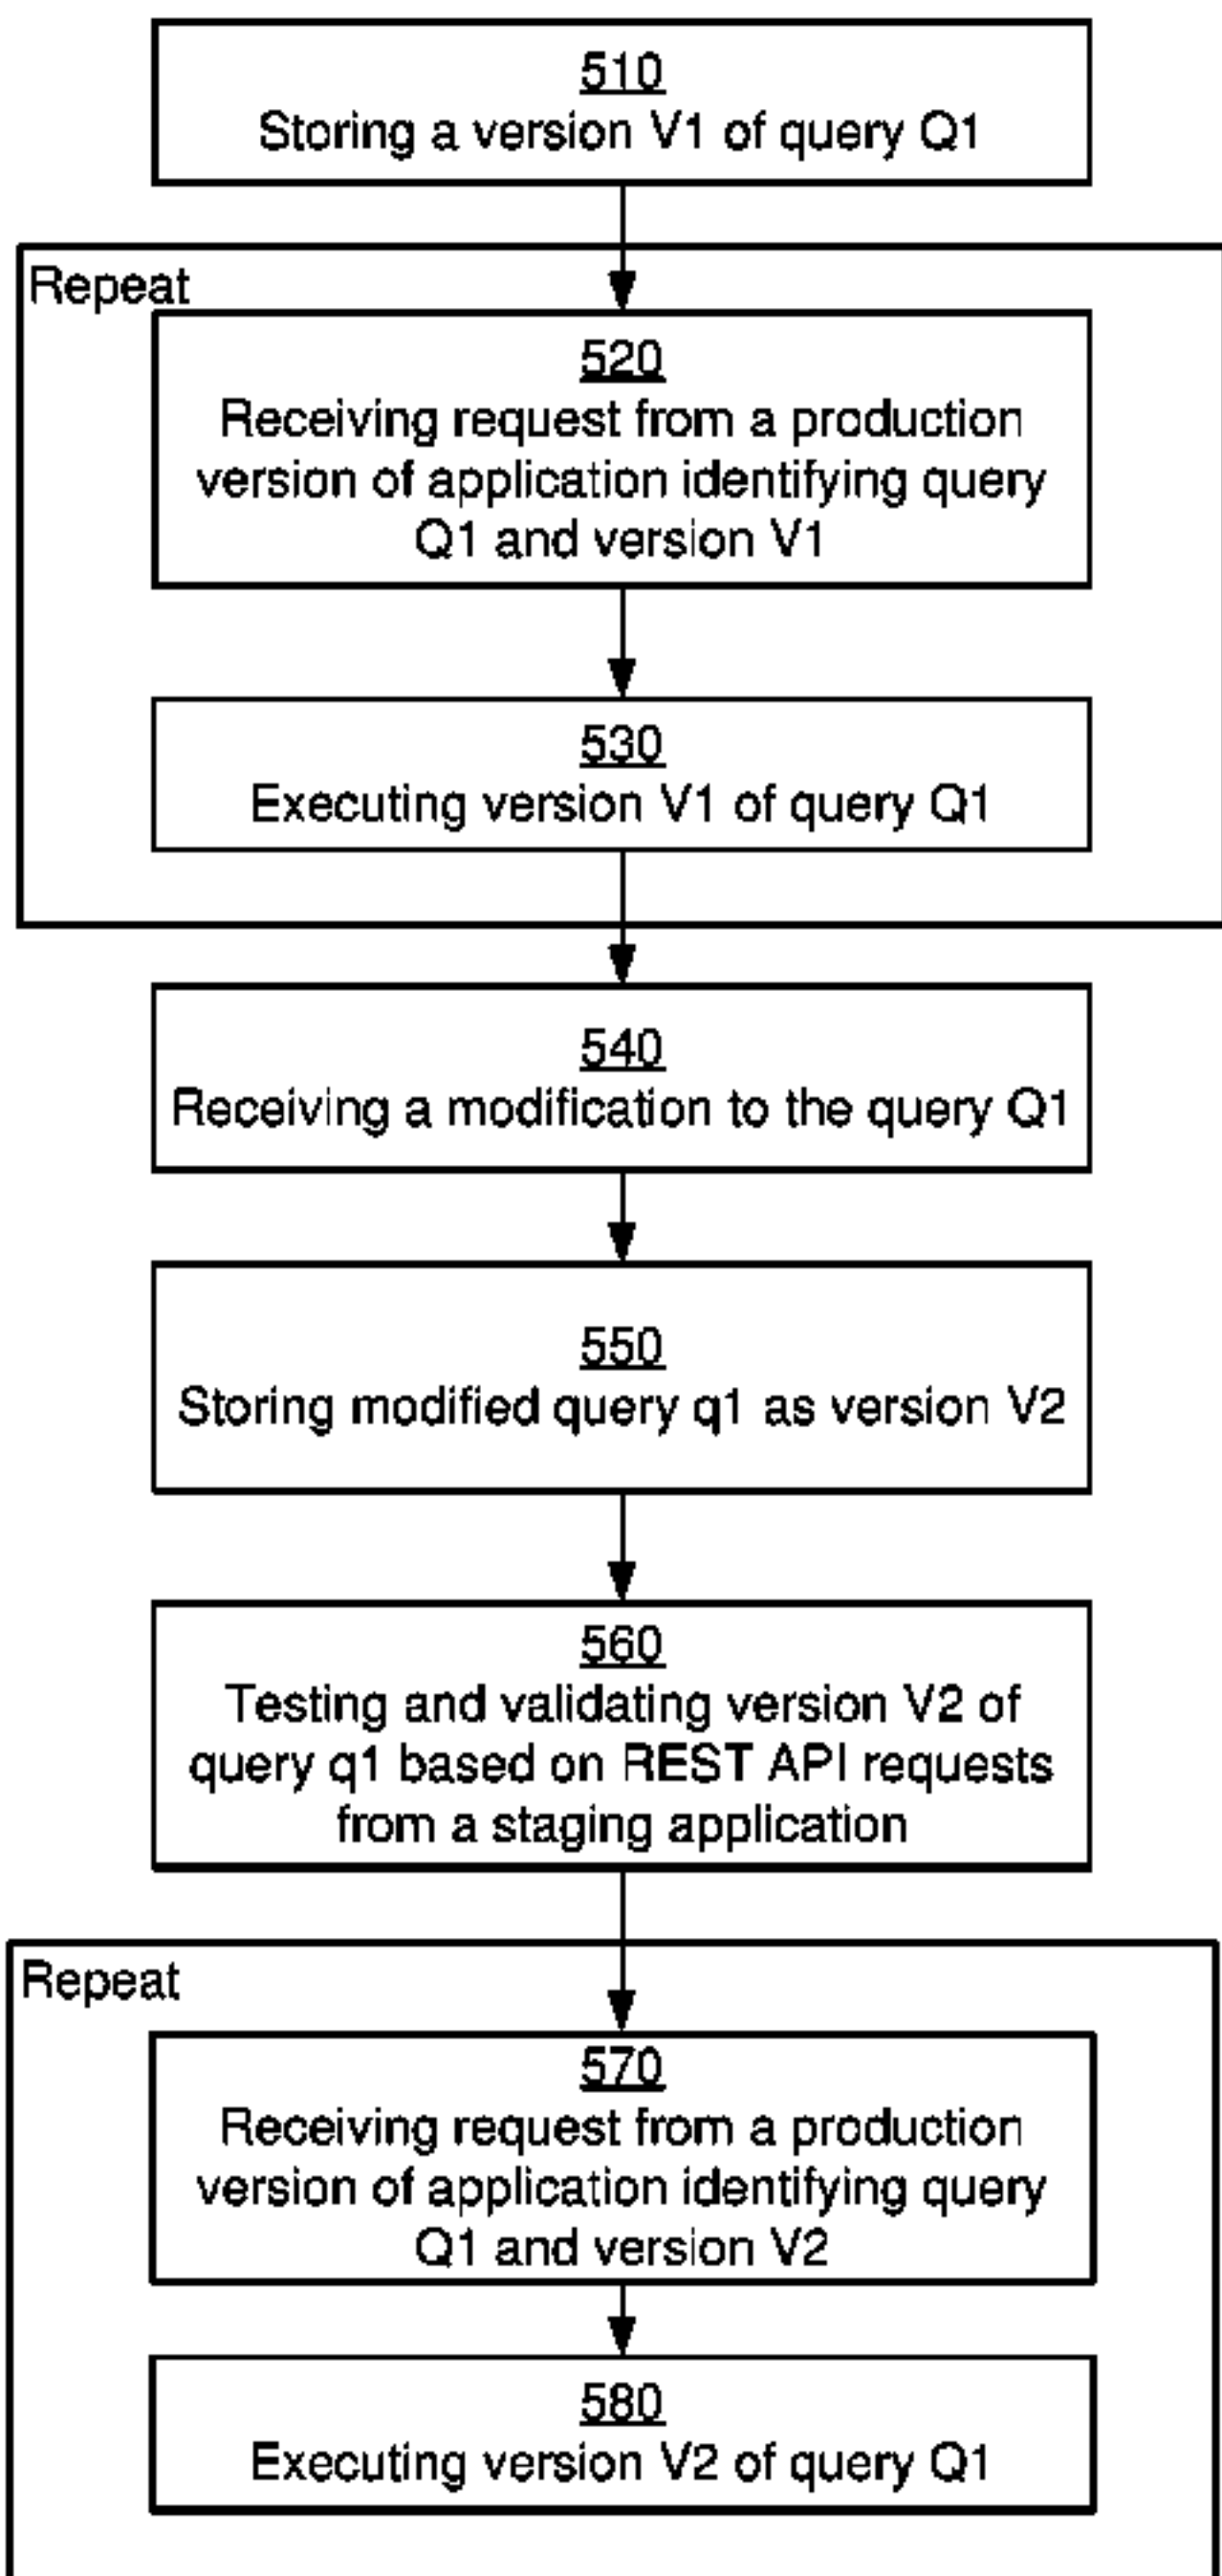 510
Storing a version V1 of query Q1
Repeat
520
Receiving request from a production
version of application identifying query
Q1 and version V1
530
Executing version V1 of query Q1
540
Receiving a modification to the query Q1
550
Storing modified query q1 as version V2
560
Testing and validating version V2 of
query q1 based on REST API requests
from a staging application
Repeat
570
Receiving request from a production
version of application identifying query
Q1 and version V2
580
Executing version V2 of query Q1